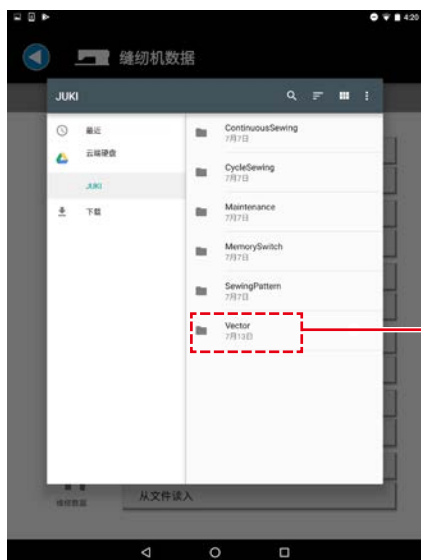 4:20
缝纫机数据
JUKI
最近
云端硬盘
JUKI
下载
ContinuousSewing
7月7日
CycleSewing
7月7日
Maintenance
7月7日
MemorySwitch
7月7日
SewingPattern
7月7日
Vector
7月13日
缝纫数据
从文件读入